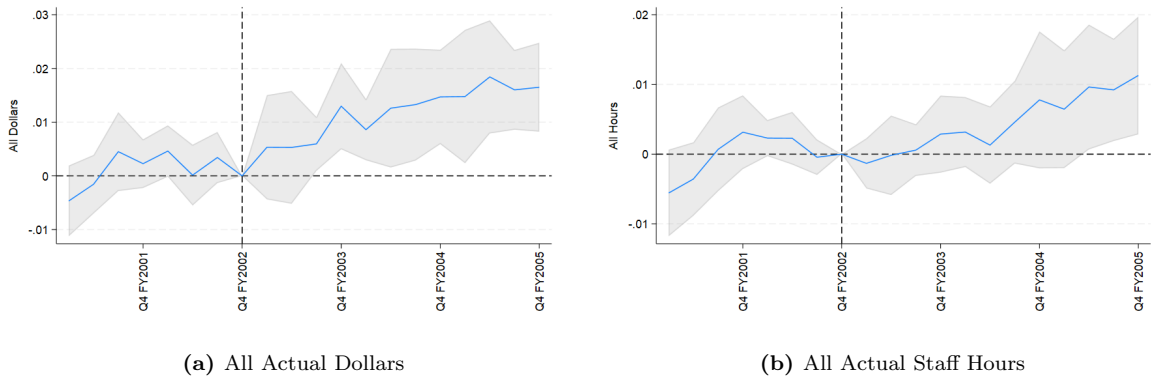 .03
.02
.01
0
-.01
All Dollars
Q4 FY2001
Q4 FY2002
Q4 FY2003
Q4 FY2004
Q4 FY2005
(a) All Actual Dollars
.02
.01
0
-.01
All Hours
Q4 FY2001
Q4 FY2002
Q4 FY2003
Q4 FY2004
Q4 FY2005
(b) All Actual Staff Hours